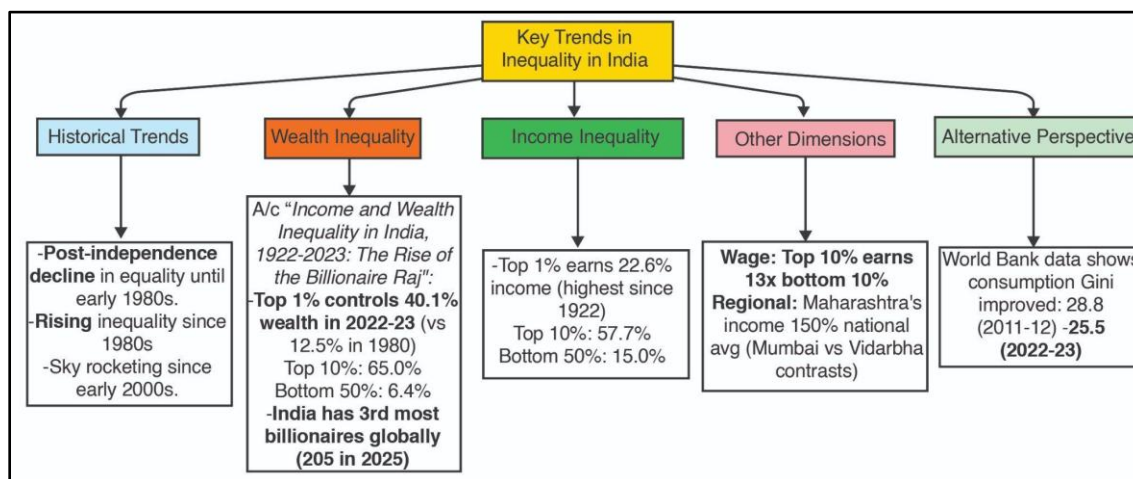 Key Trends in
Inequality in India
Historical Trends
Wealth Inequality
Income Inequality
Other Dimensions
Alternative Perspective
-Post-independence
decline in equality until
early 1980s.
-Rising inequality since
1980s
-Sky rocketing since
early 2000s.
A/c "Income and Wealth
Inequality in India,
1922-2023: The Rise of
the Billionaire Raj":
-Top 1% controls 40.1%
wealth in 2022-23 (vs
12.5% in 1980)
Top 10%: 65.0%
Bottom 50%: 6.4%
-India has 3rd most
billionaires globally
(205 in 2025)
-Top 1% earns 22.6%
income (highest since
1922)
Top 10%: 57.7%
Bottom 50%: 15.0%
Wage: Top 10% earns
13x bottom 10%
Regional: Maharashtra's
income 150% national
avg (Mumbai vs Vidarbha
contrasts)
World Bank data shows
consumption Gini
improved: 28.8
(2011-12) -25.5
(2022-23)